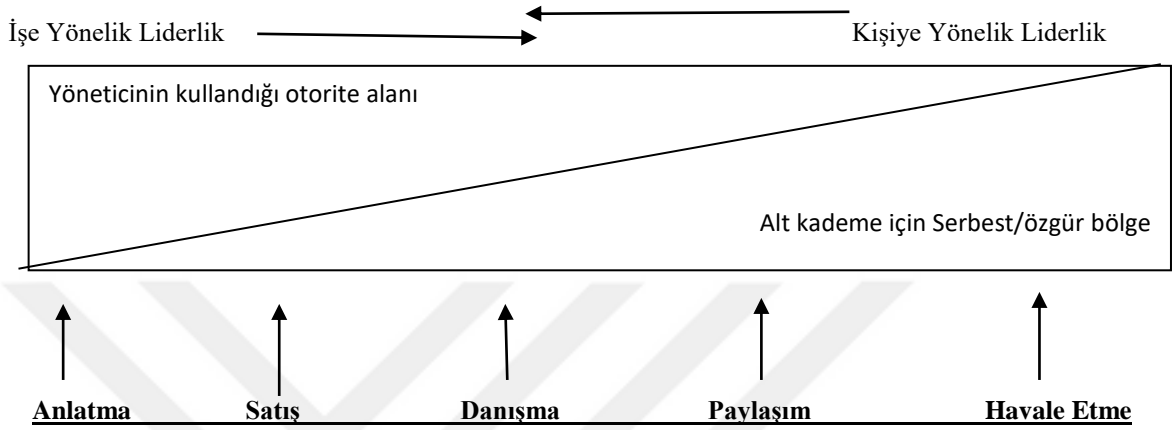 İşe Yönelik Liderlik Kişiye Yönelik Liderlik
Yöneticinin kullandığı otorite alanı
Alt kademe için Serbest/özgür bölge
Anlatma Satış Danışma Paylaşım Havale Etme